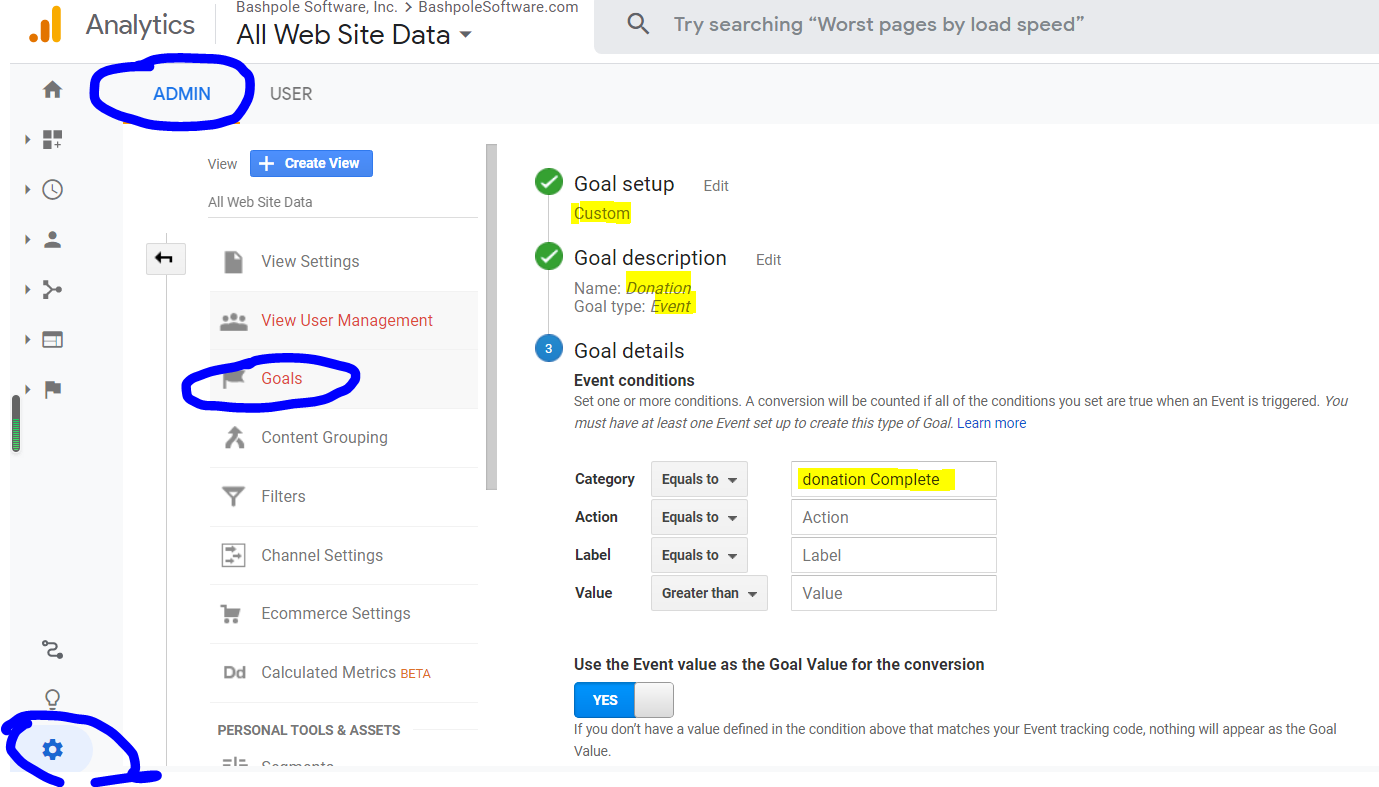 Bashpole Software, Inc. > BashpoleSoftware.com
Analytics
All Web Site Data
Try searching “Worst pages by load speed”
ADMIN
USER
View
Create View
All Web Site Data
View Settings
View User Management
Goals
Content Grouping
Filters
Channel Settings
Ecommerce Settings
Dd Calculated Metrics BETA
PERSONAL TOOLS & ASSETS
Segments
Goal setup Edit
Custom
Goal description Edit
Name: Donation
Goal type: Event
3 Goal details
Event conditions
Set one or more conditions. A conversion will be counted if all of the conditions you set are true when an Event is triggered. You
must have at least one Event set up to create this type of Goal. Learn more
Category Equals to donation Complete
Action Equals to Action
Label Equals to Label
Value Greater than Value
Use the Event value as the Goal Value for the conversion
YES
If you don't have a value defined in the condition above that matches your Event tracking code, nothing will appear as the Goal
Value.